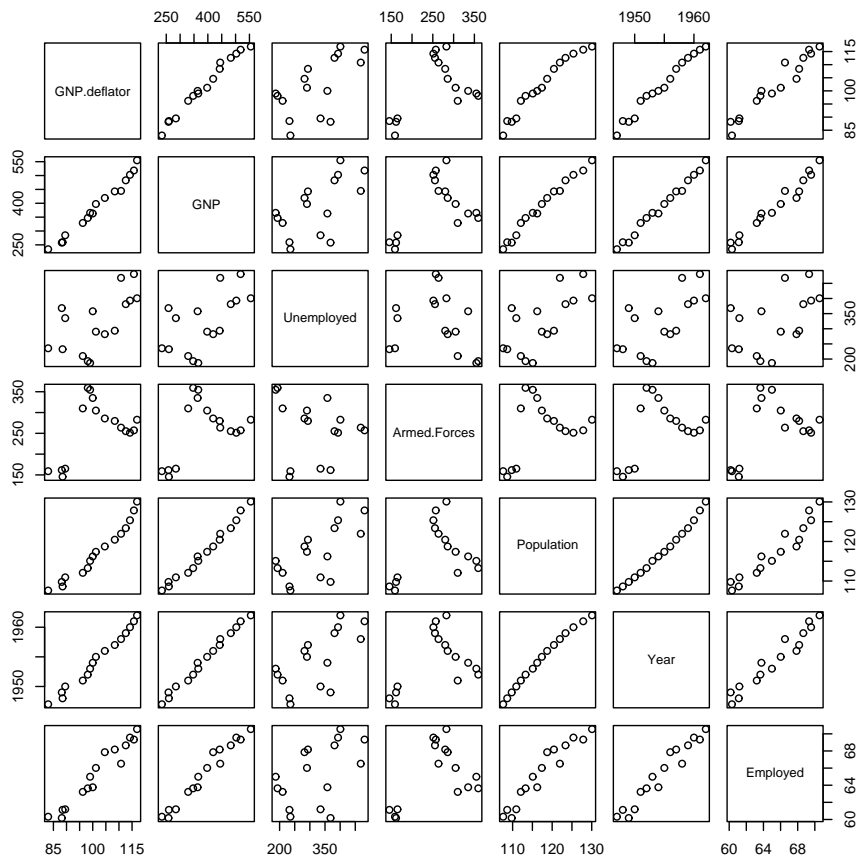 250 400 550 150 250 350 1950 1960
GNP.deflator 85 100 115
250 400 550 GNP
Unemployed 200 350
150 250 350 Armed.Forces
Population 110 120 130
1950 1960 Year
Employed 60 64 68
85 100 115 200 350 110 120 130 60 64 68